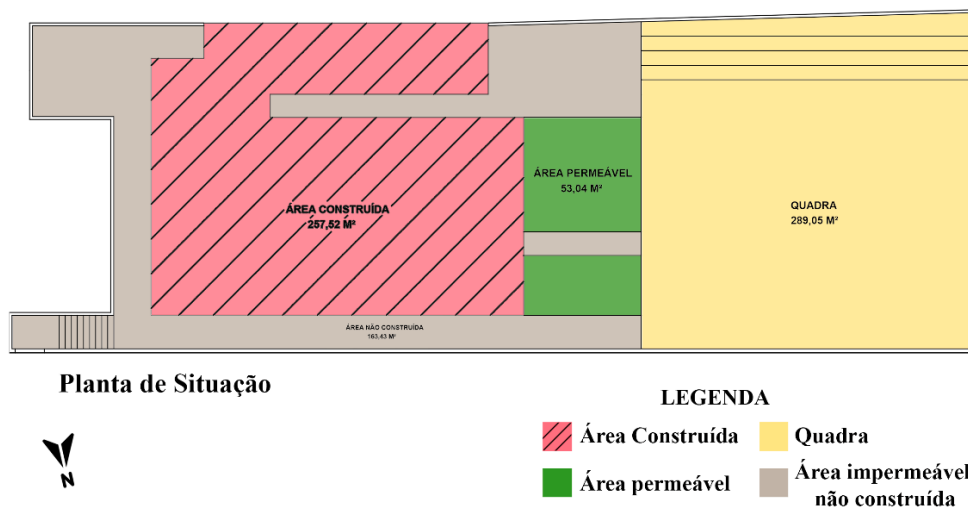 ÁREA PERMEÁVEL
53,04 M²
ÁREA CONSTRUÍDA
257,52 M²
QUADRA
289,05 M²
ÁREA NÃO CONSTRUÍDA
163,43 M²
Planta de Situação
LEGENDA
Área Construída
Quadra
Área permeável
Área impermeável
não construída
N